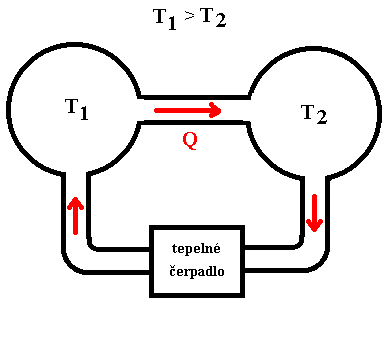 T₁ > T₂
T₁
T₂
Q
tepelné
čerpadlo